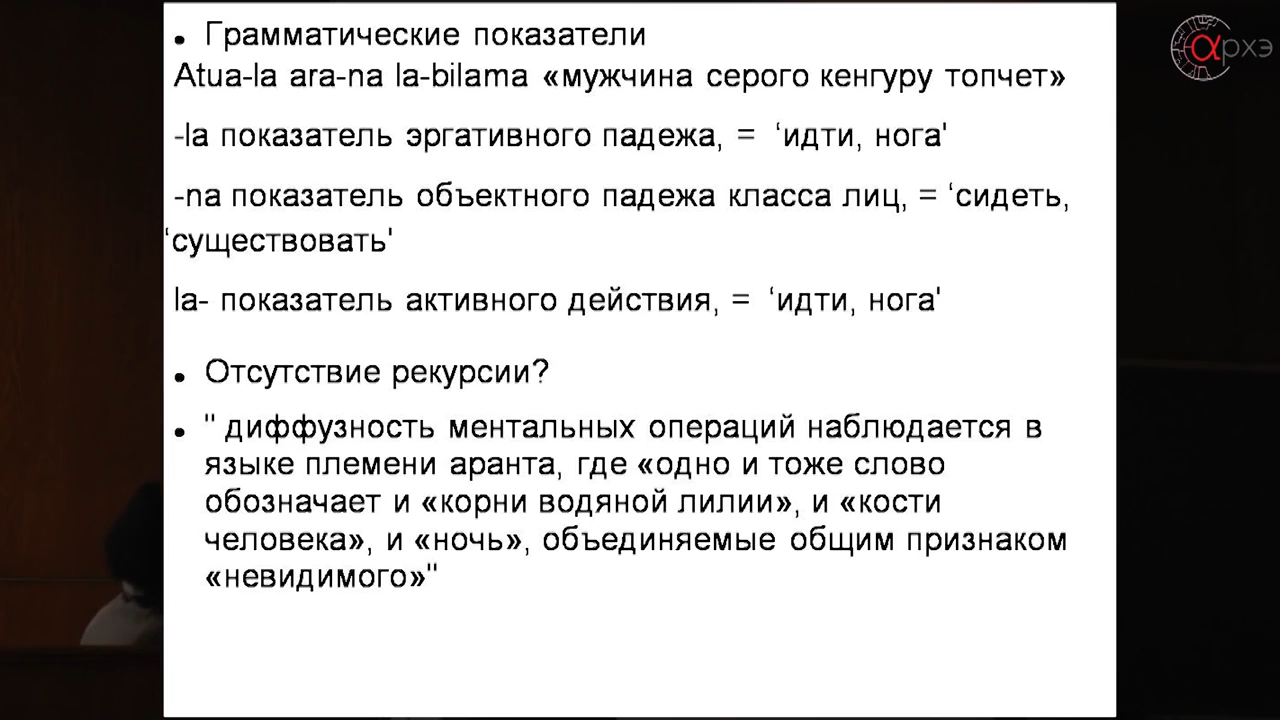 • Грамматические показатели
Atua-la ara-na la-bilama «мужчина серого кенгуру топчет»
-la показатель эргативного падежа, = ‘идти, нога'
-na показатель объектного падежа класса лиц, = ‘сидеть,
‘существовать'
la- показатель активного действия, = ‘идти, нога'
• Отсутствие рекурсии?
• " диффузность ментальных операций наблюдается в
языке племени аранта, где «одно и тоже слово
обозначает и «корни водяной лилии», и «кости
человека», и «ночь», объединяемые общим признаком
«невидимого»"
αрхэ